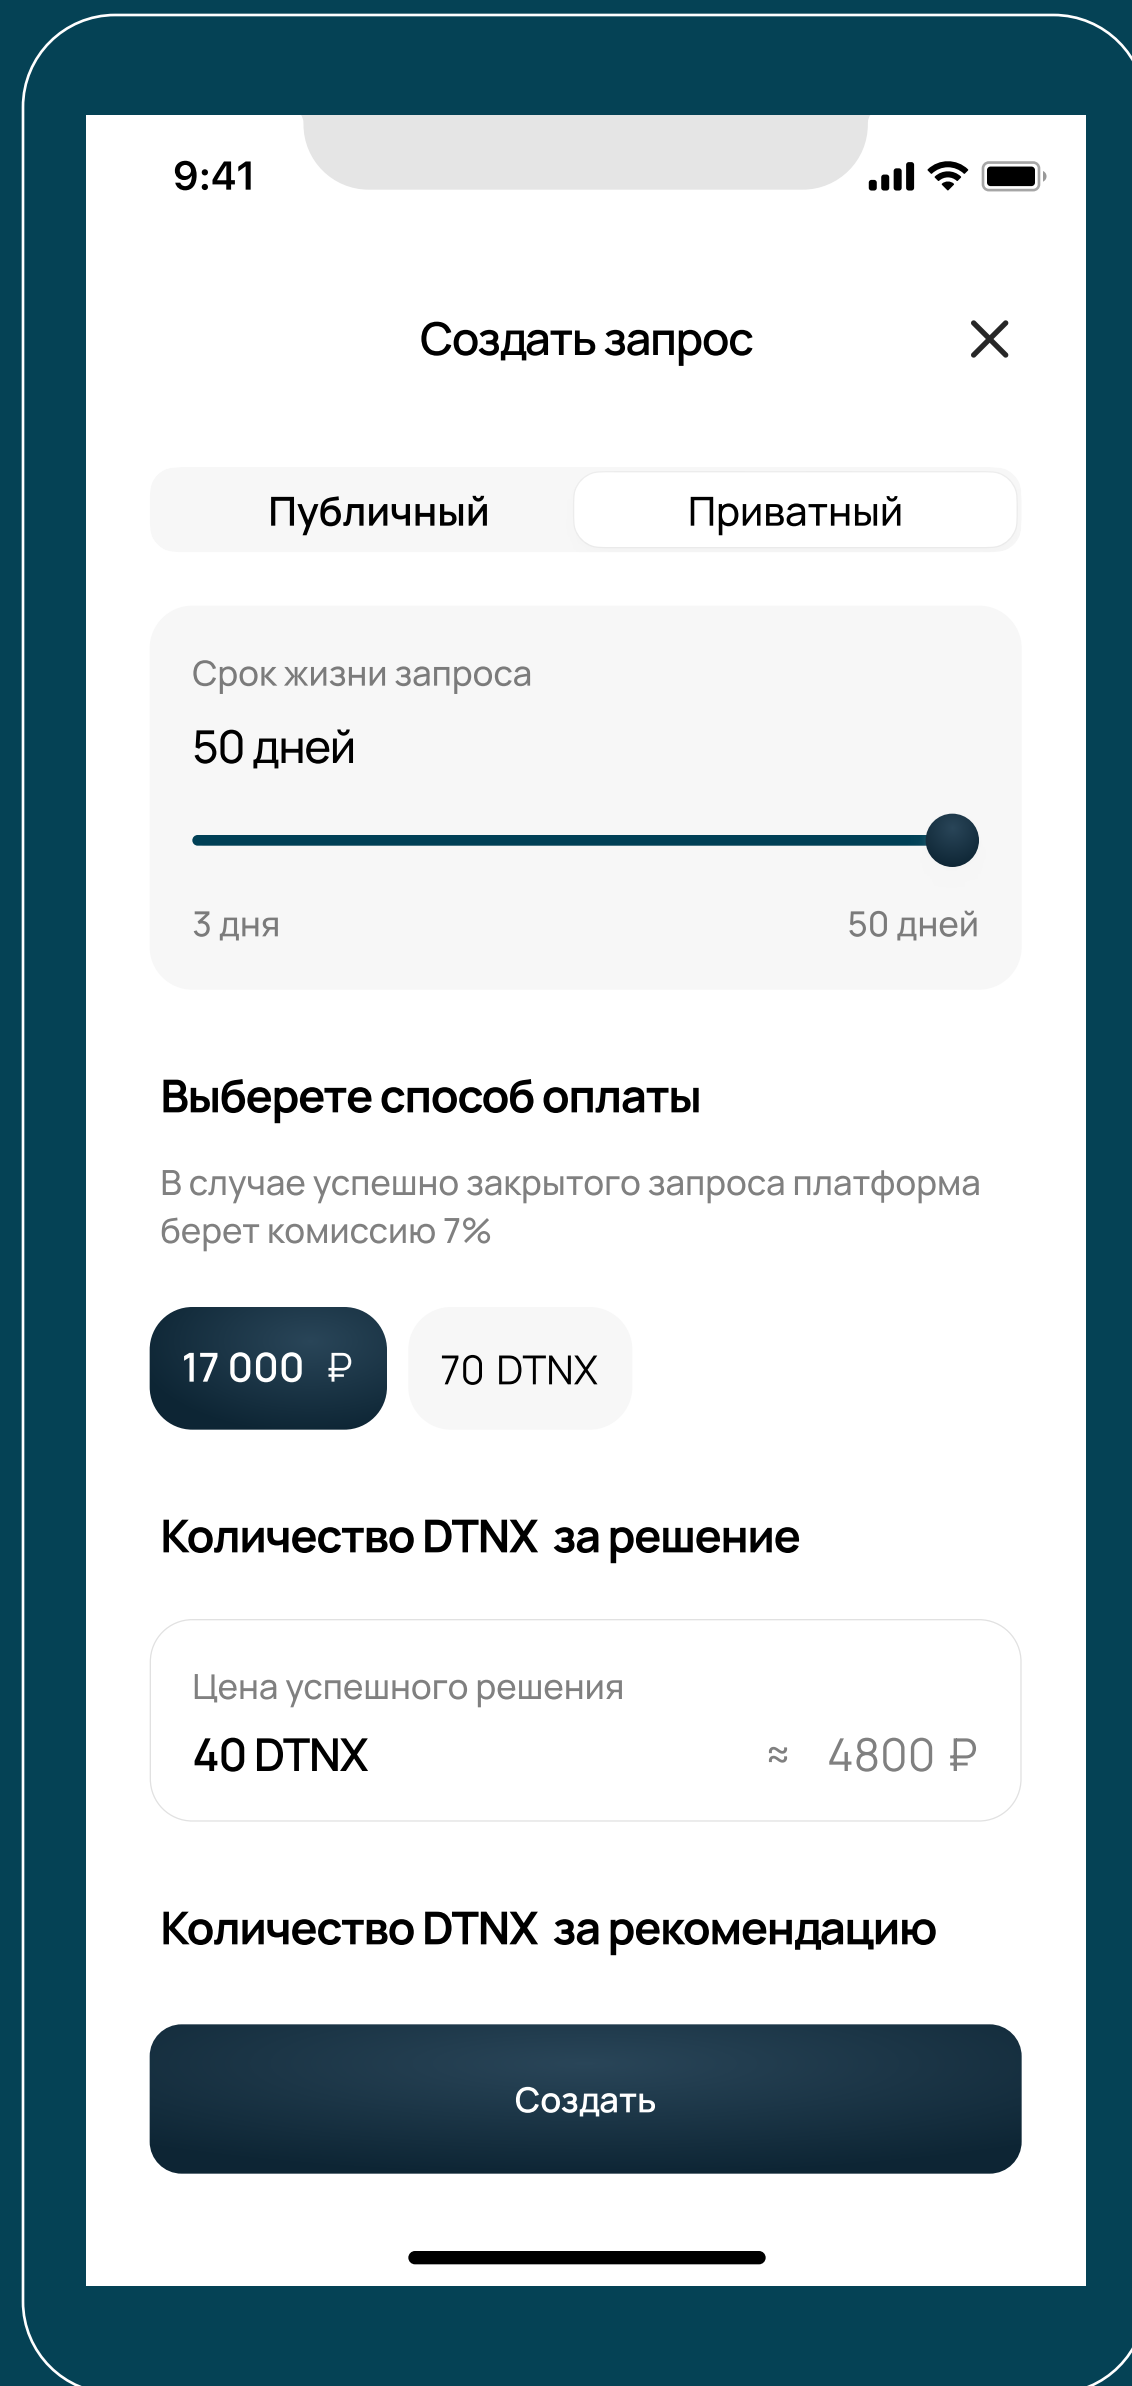 9:41
Создать запрос
Публичный Приватный
Срок жизни запроса
50 дней
3 дня 50 дней
Выберете способ оплаты
В случае успешно закрытого запроса платформа
берет комиссию 7%
17 000 ₽ 70 DTNX
Количество DTNX за решение
Цена успешного решения
40 DTNX ≈ 4800 ₽
Количество DTNX за рекомендацию
Создать